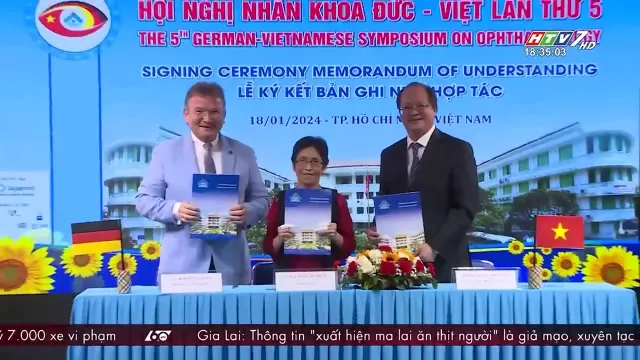 HỘI NGHỊ NHÃN KHOA ĐỨC - VIỆT LẦN THỨ 5
THE 5TH GERMAN-VIETNAMESE SYMPOSIUM ON
HTV7 HD
18:35:03
SIGNING CEREMONY MEMORANDUM OF UNDERSTANDING
LỄ KÝ KẾT BẢN GHI HỢP TÁC
18/01/2024 - TP. HỒ CHÍ VIỆT NAM
7.000 xe vi phạm
Gia Lai: Thông tin "xuất hiện ma lai ăn thịt người" là giả mạo, xuyên tạc